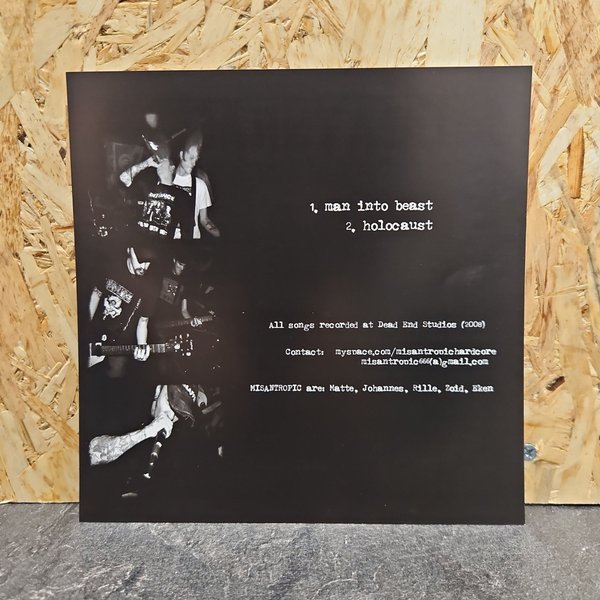 1. man into beast
2. holocaust
All songs recorded at Dead End Studios (2008)
Contact: myspace.com/misantropichardcore
misantropic666(a)gmail.com
MISANTROPIC are: Matte, Johannes, Rille, Zoid, Eken